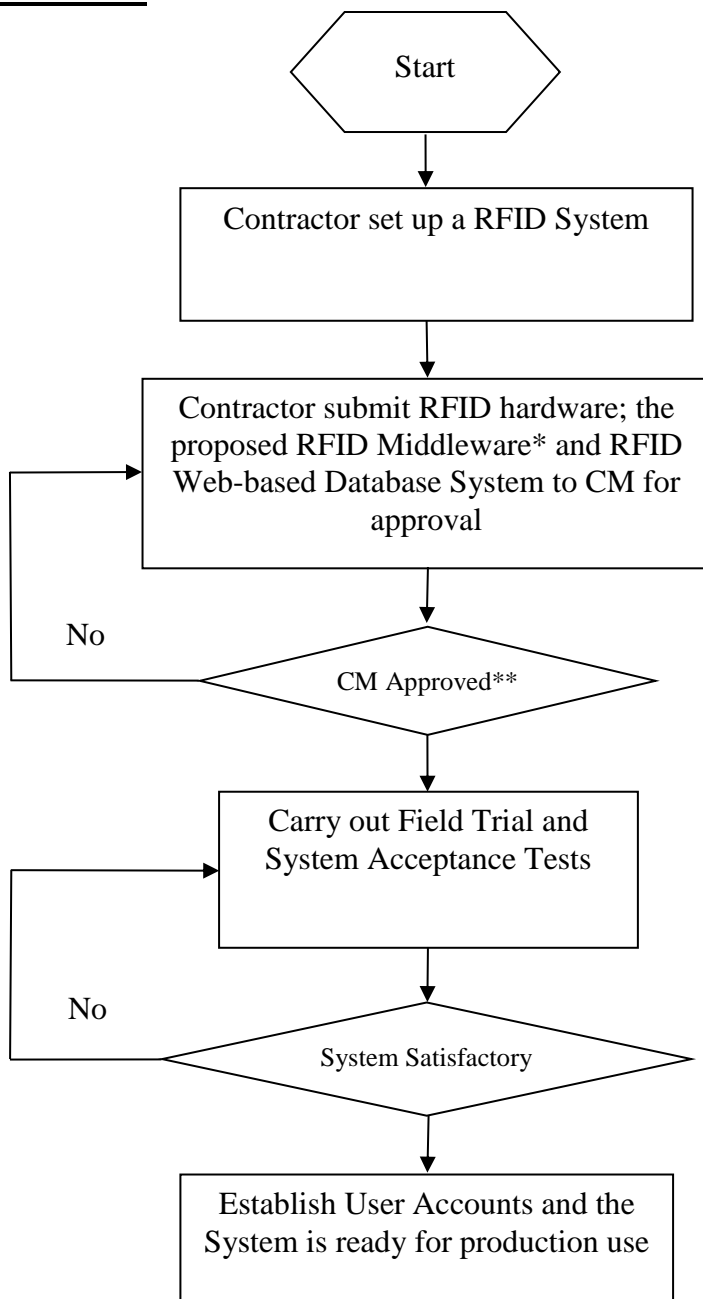 Start
Contractor set up a RFID System
Contractor submit RFID hardware; the
proposed RFID Middleware* and RFID
Web-based Database System to CM for
approval
No
CM Approved**
Carry out Field Trial and
System Acceptance Tests
No
System Satisfactory
Establish User Accounts and the
System is ready for production use